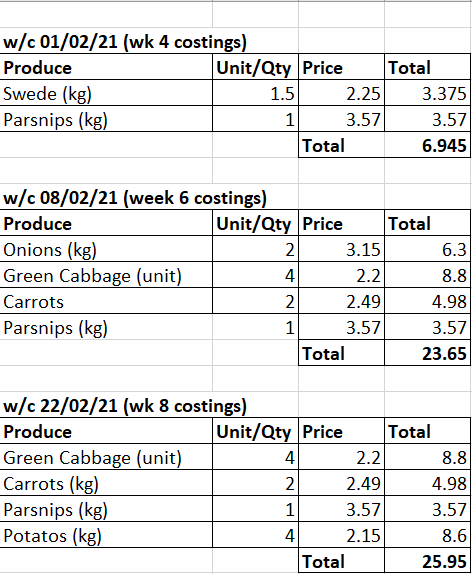 w/c 01/02/21 (wk 4 costings)
Produce Unit/Qty Price Total
Swede (kg) 1.5 2.25 3.375
Parsnips (kg) 1 3.57 3.57
Total 6.945
w/c 08/02/21 (week 6 costings)
Produce Unit/Qty Price Total
Onions (kg) 2 3.15 6.3
Green Cabbage (unit) 4 2.2 8.8
Carrots 2 2.49 4.98
Parsnips (kg) 1 3.57 3.57
Total 23.65
w/c 22/02/21 (wk 8 costings)
Produce Unit/Qty Price Total
Green Cabbage (unit) 4 2.2 8.8
Carrots (kg) 2 2.49 4.98
Parsnips (kg) 1 3.57 3.57
Potatos (kg) 4 2.15 8.6
Total 25.95